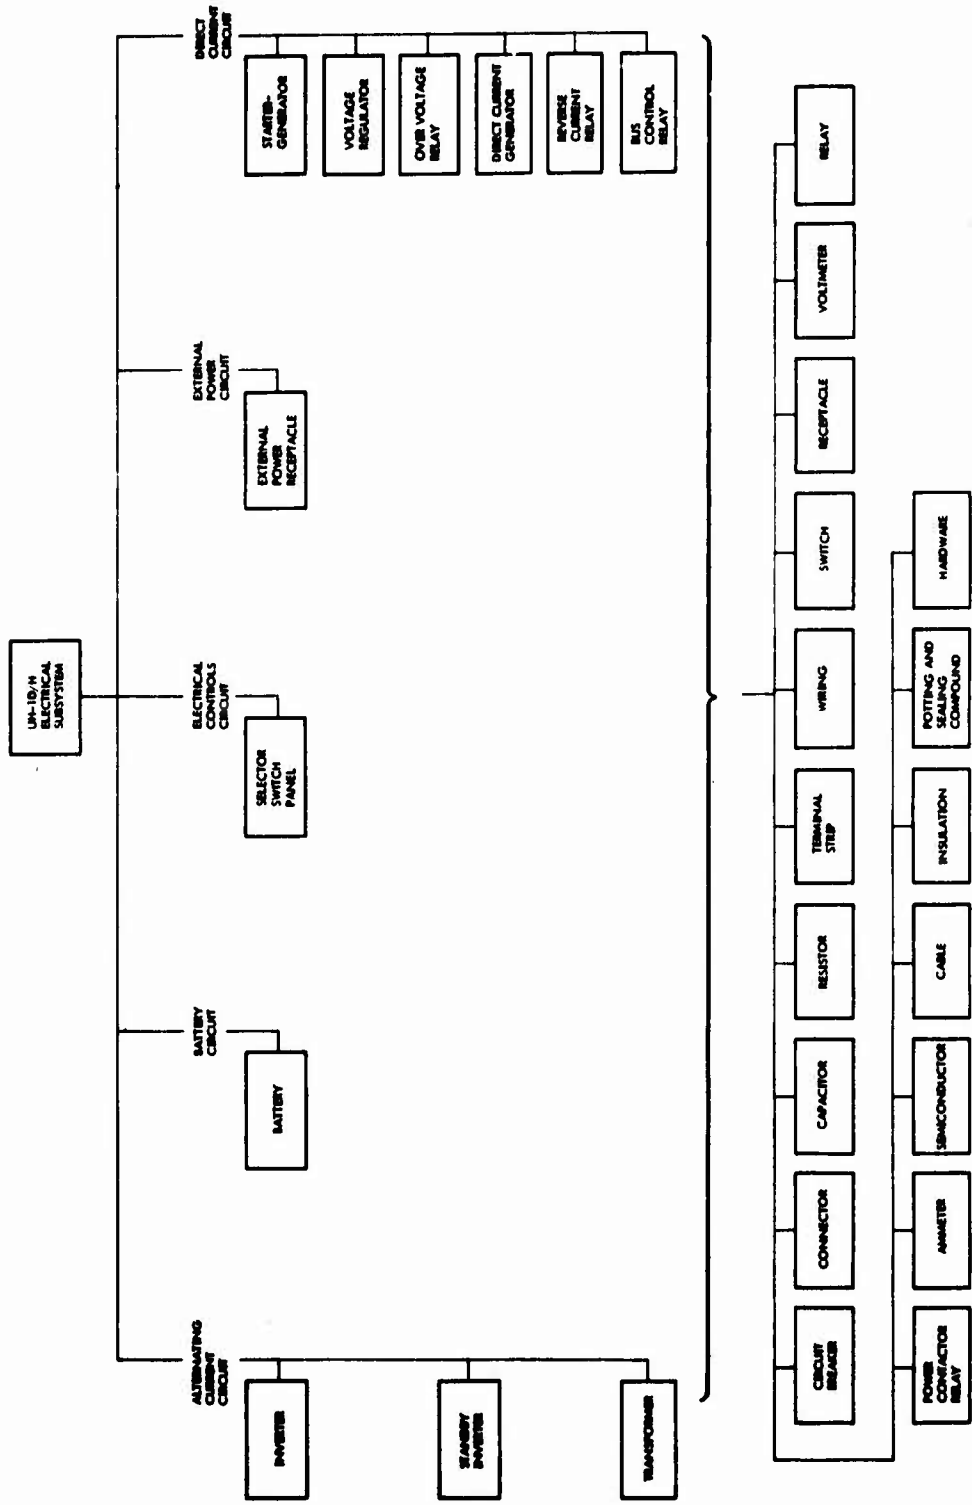 UH-1D/H
ELECTRICAL
SUBSYSTEM
ALTERNATING
CURRENT
CIRCUIT
BATTERY
CIRCUIT
ELECTRICAL
CONTROLS
CIRCUIT
EXTERNAL
POWER
CIRCUIT
DIRECT
CURRENT
CIRCUIT
INVERTER
STANDBY
INVERTER
TRANSFORMER
BATTERY
SELECTOR
SWITCH
PANEL
EXTERNAL
POWER
RECEPTACLE
STARTER-
GENERATOR
VOLTAGE
REGULATOR
OVER VOLTAGE
RELAY
DIRECT CURRENT
GENERATOR
REVERSE
CURRENT
RELAY
BUS
CONTROL
RELAY
CIRCUIT
BREAKER
CONNECTOR
CAPACITOR
RESISTOR
TERMINAL
STRIP
WIRING
SWITCH
RECEPTACLE
VOLTMETER
RELAY
POWER
CONTACTOR
RELAY
AMMETER
SEMICONDUCTOR
CABLE
INSULATION
POTTING AND
SEALING
COMPOUND
HARDWARE